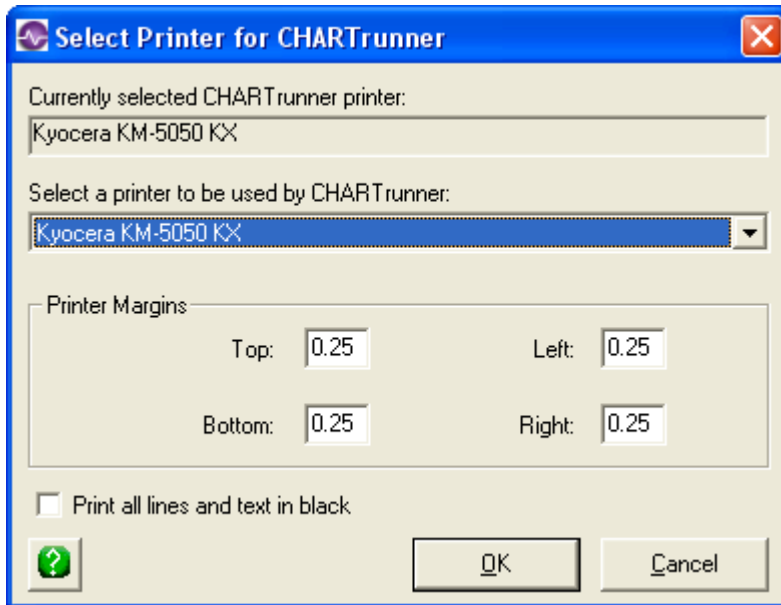 Select Printer for CHARTrunner
Currently selected CHARTrunner printer:
Kyocera KM-5050 KX
Select a printer to be used by CHARTrunner:
Kyocera KM-5050 KX
Printer Margins
Top: 0.25 Left: 0.25
Bottom: 0.25 Right: 0.25
Print all lines and text in black
? OK Cancel